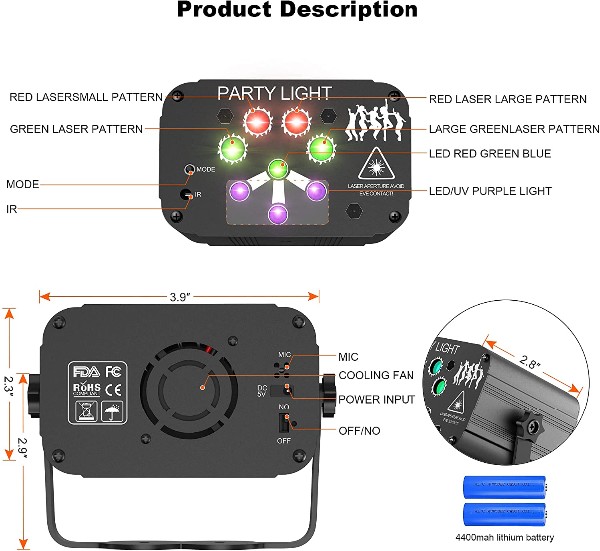 Product Description
PARTY LIGHT
RED LASERSMALL PATTERN
GREEN LASER PATTERN
MODE
IR
RED LASER LARGE PATTERN
LARGE GREENLASER PATTERN
LED RED GREEN BLUE
LED/UV PURPLE LIGHT
MODE
IR
LASER APERTURE AVOID
EYE CONTACT!
3.9″
2.3″
2.9″
FDA FC
RoHS CE
MIC
DC
5V
NO
OFF
MIC
COOLING FAN
POWER INPUT
OFF/NO
LIGHT
2.8″
4400mah lithium battery